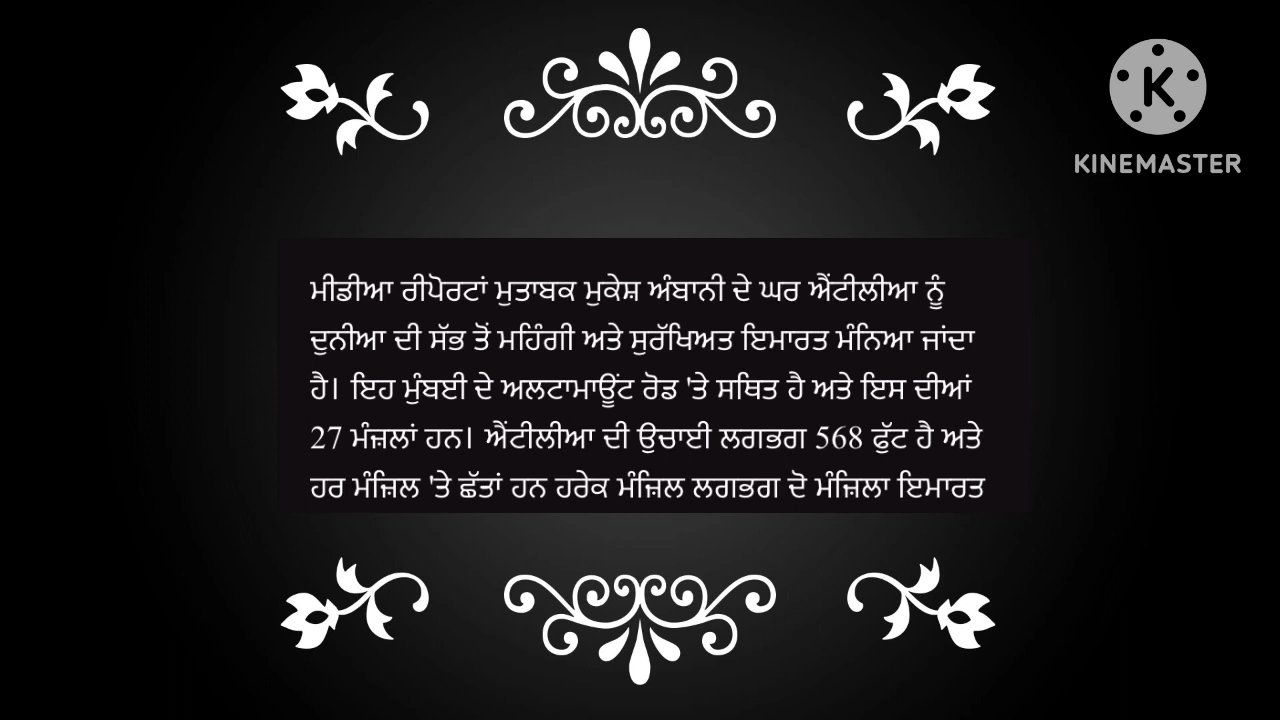 KINEMASTER
ਮੀਡੀਆ ਰੀਪੋਰਟਾਂ ਮੁਤਾਬਕ ਮੁਕੇਸ਼ ਅੰਬਾਨੀ ਦੇ ਘਰ ਐਂਟੀਲੀਆ ਨੂੰ
ਦੁਨੀਆ ਦੀ ਸੱਭ ਤੋਂ ਮਹਿੰਗੀ ਅਤੇ ਸੁਰੱਖਿਅਤ ਇਮਾਰਤ ਮੰਨਿਆ ਜਾਂਦਾ
ਹੈ। ਇਹ ਮੁੰਬਈ ਦੇ ਅਲਟਾਮਾਊਂਟ ਰੋਡ 'ਤੇ ਸਥਿਤ ਹੈ ਅਤੇ ਇਸ ਦੀਆਂ
27 ਮੰਜ਼ਲਾਂ ਹਨ। ਐਂਟੀਲੀਆ ਦੀ ਉਚਾਈ ਲਗਭਗ 568 ਫੁੱਟ ਹੈ ਅਤੇ
ਹਰ ਮੰਜ਼ਿਲ 'ਤੇ ਛੱਤਾਂ ਹਨ ਹਰੇਕ ਮੰਜ਼ਿਲ ਲਗਭਗ ਦੋ ਮੰਜ਼ਿਲਾ ਇਮਾਰਤ